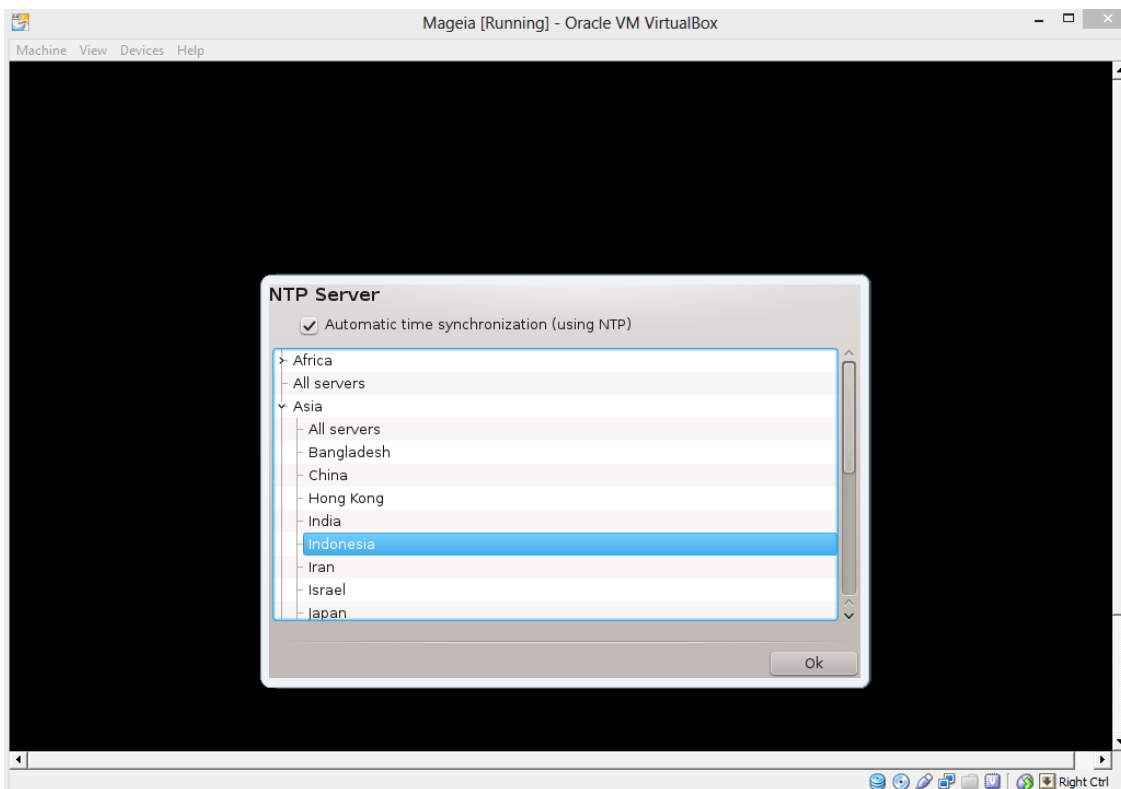 Mageia [Running] - Oracle VM VirtualBox
Machine View Devices Help
NTP Server
Automatic time synchronization (using NTP)
Africa
All servers
Asia
All servers
Bangladesh
China
Hong Kong
India
Indonesia
Iran
Israel
Japan
Ok
Right Ctrl